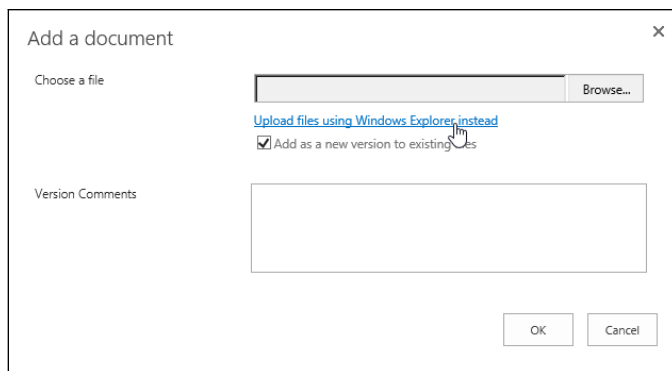 Add a document
Choose a file
Browse...
Upload files using Windows Explorer instead
Add as a new version to existing
Version Comments
OK
Cancel